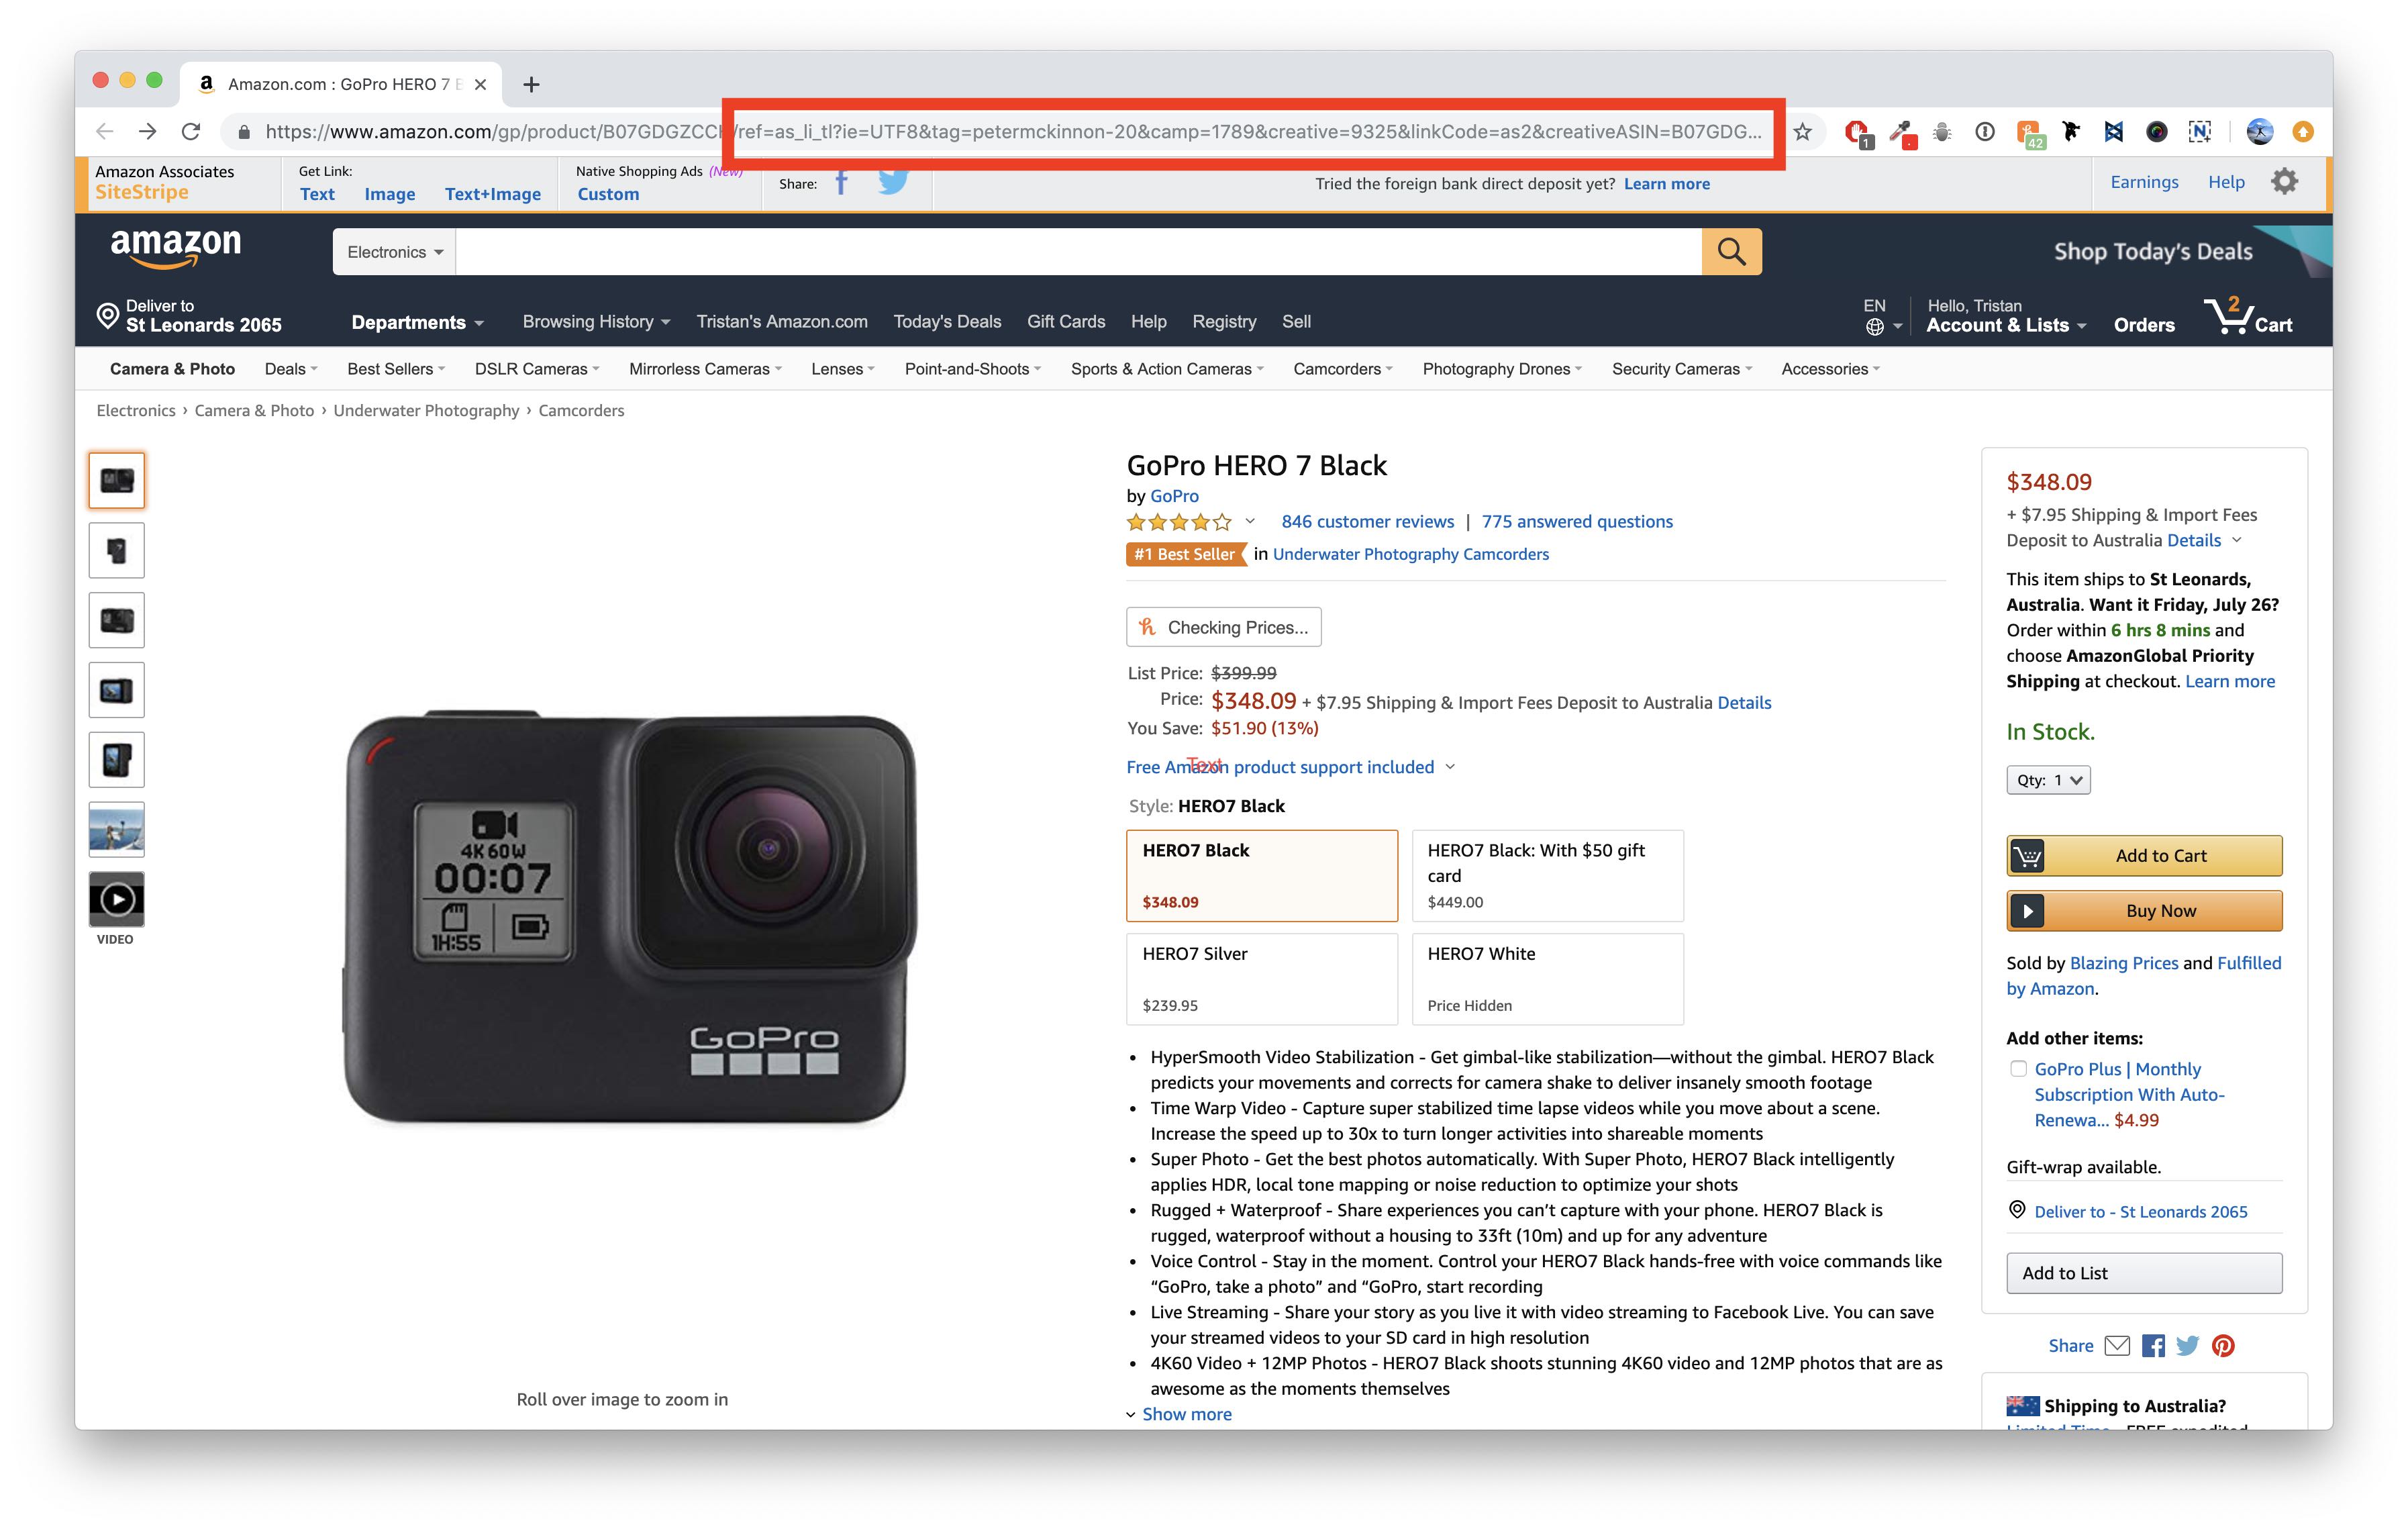 Amazon.com : GoPro HERO 7
https://www.amazon.com/gp/product/B07GDGZCCH/ref=as_li_tl?ie=UTF8&tag=petermckinnon-20&camp=1789&creative=9325&linkCode=as2&creativeASIN=B07GDG...
1
42
Amazon Associates
SiteStripe
Get Link:
Text Image Text+Image
Native Shopping Ads (New)
Custom
Share:
Tried the foreign bank direct deposit yet? Learn more
Earnings Help
amazon
Electronics
Shop Today's Deals
Deliver to
St Leonards 2065
Departments Browsing History Tristan's Amazon.com Today's Deals Gift Cards Help Registry Sell
EN
Hello, Tristan
Account & Lists
Orders
2
Cart
Camera & Photo Deals Best Sellers DSLR Cameras Mirrorless Cameras Lenses Point-and-Shoots Sports & Action Cameras Camcorders Photography Drones Security Cameras Accessories
Electronics › Camera & Photo › Underwater Photography › Camcorders
VIDEO
4K 60 W
00:07
1H:55
GoPro
Roll over image to zoom in
GoPro HERO 7 Black
by GoPro
846 customer reviews | 775 answered questions
#1 Best Seller in Underwater Photography Camcorders
Checking Prices...
List Price: $399.99
Price: $348.09 + $7.95 Shipping & Import Fees Deposit to Australia Details
You Save: $51.90 (13%)
Text
Free Amazon product support included
Style: HERO7 Black
HERO7 Black
$348.09
HERO7 Black: With $50 gift
card
$449.00
HERO7 Silver
$239.95
HERO7 White
Price Hidden
• HyperSmooth Video Stabilization - Get gimbal-like stabilization—without the gimbal. HERO7 Black
predicts your movements and corrects for camera shake to deliver insanely smooth footage
• Time Warp Video - Capture super stabilized time lapse videos while you move about a scene.
Increase the speed up to 30x to turn longer activities into shareable moments
• Super Photo - Get the best photos automatically. With Super Photo, HERO7 Black intelligently
applies HDR, local tone mapping or noise reduction to optimize your shots
• Rugged + Waterproof - Share experiences you can’t capture with your phone. HERO7 Black is
rugged, waterproof without a housing to 33ft (10m) and up for any adventure
• Voice Control - Stay in the moment. Control your HERO7 Black hands-free with voice commands like
“GoPro, take a photo” and “GoPro, start recording
• Live Streaming - Share your story as you live it with video streaming to Facebook Live. You can save
your streamed videos to your SD card in high resolution
• 4K60 Video + 12MP Photos - HERO7 Black shoots stunning 4K60 video and 12MP photos that are as
awesome as the moments themselves
Show more
$348.09
+ $7.95 Shipping & Import Fees
Deposit to Australia Details
This item ships to St Leonards,
Australia. Want it Friday, July 26?
Order within 6 hrs 8 mins and
choose AmazonGlobal Priority
Shipping at checkout. Learn more
In Stock.
Qty: 1
Add to Cart
Buy Now
Sold by Blazing Prices and Fulfilled
by Amazon.
Add other items:
GoPro Plus | Monthly
Subscription With Auto-
Renewa... $4.99
Gift-wrap available.
Deliver to - St Leonards 2065
Add to List
Share
Shipping to Australia?